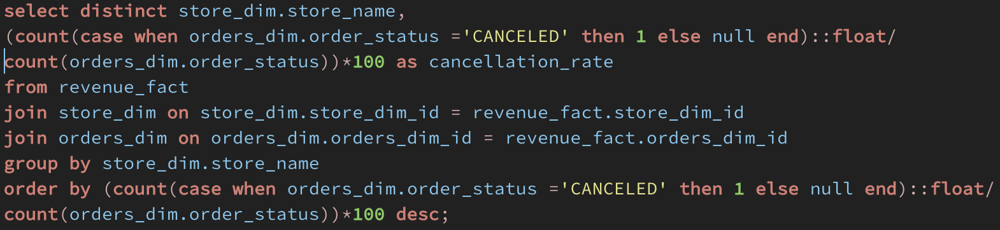 select distinct store_dim.store_name,
(count(case when orders_dim.order_status ='CANCELED' then 1 else null end)::float/
count(orders_dim.order_status))*100 as cancellation_rate
from revenue_fact
join store_dim on store_dim.store_dim_id = revenue_fact.store_dim_id
join orders_dim on orders_dim.orders_dim_id = revenue_fact.orders_dim_id
group by store_dim.store_name
order by (count(case when orders_dim.order_status ='CANCELED' then 1 else null end)::float/
count(orders_dim.order_status))*100 desc;